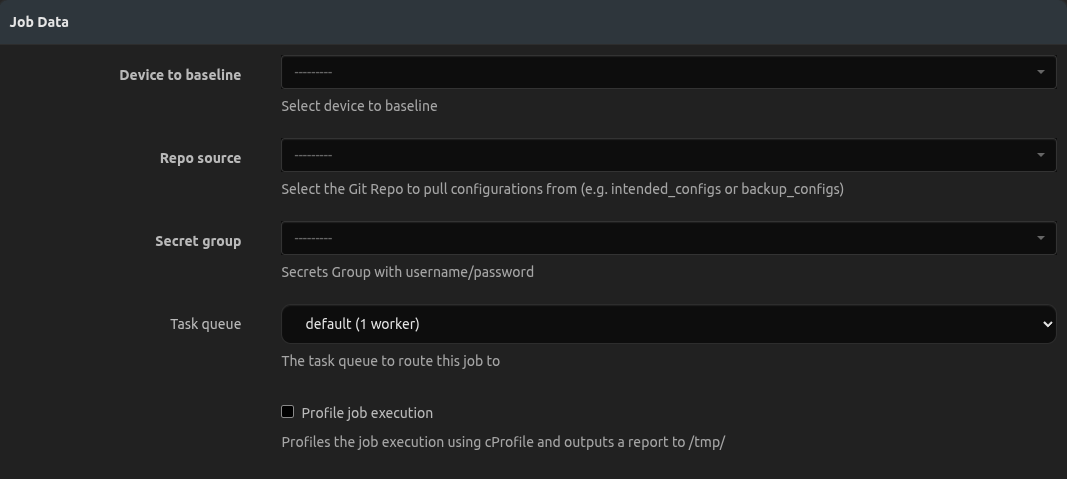 Job Data
Device to baseline
---------
Select device to baseline
Repo source
---------
Select the Git Repo to pull configurations from (e.g. intended_configs or backup_configs)
Secret group
---------
Secrets Group with username/password
Task queue
default (1 worker)
The task queue to route this job to
Profile job execution
Profiles the job execution using cProfile and outputs a report to /tmp/